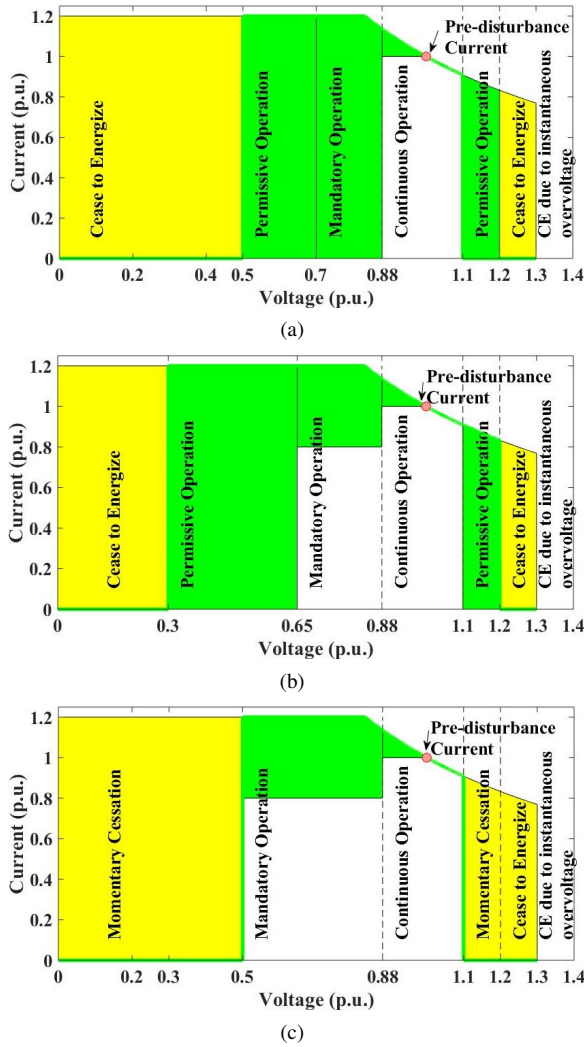 1.2
1
0.8
0.6
0.4
0.2
0
Current (p.u.)
Cease to Energize
Permissive Operation
Mandatory Operation
Continuous Operation
Permissive Operation
Cease to Energize
CE due to instantaneous
overvoltage
Pre-disturbance
Current
0 0.2 0.4 0.5 0.7 0.88 1.1 1.2 1.3 1.4
Voltage (p.u.)
(a)
1.2
1
0.8
0.6
0.4
0.2
0
Current (p.u.)
Cease to Energize
Permissive Operation
Mandatory Operation
Continuous Operation
Permissive Operation
Cease to Energize
CE due to instantaneous
overvoltage
Pre-disturbance
Current
0 0.3 0.65 0.88 1.1 1.2 1.3 1.4
Voltage (p.u.)
(b)
1.2
1
0.8
0.6
0.4
0.2
0
Current (p.u.)
Momentary Cessation
Mandatory Operation
Continuous Operation
Momentary Cessation
Cease to Energize
CE due to instantaneous
overvoltage
Pre-disturbance
Current
0 0.2 0.3 0.5 0.88 1.1 1.2 1.3 1.4
Voltage (p.u.)
(c)